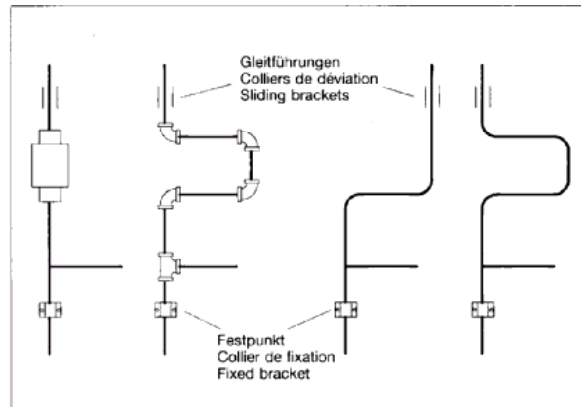 Gleitführungen
Colliers de déviation
Sliding brackets
Festpunkt
Collier de fixation
Fixed bracket